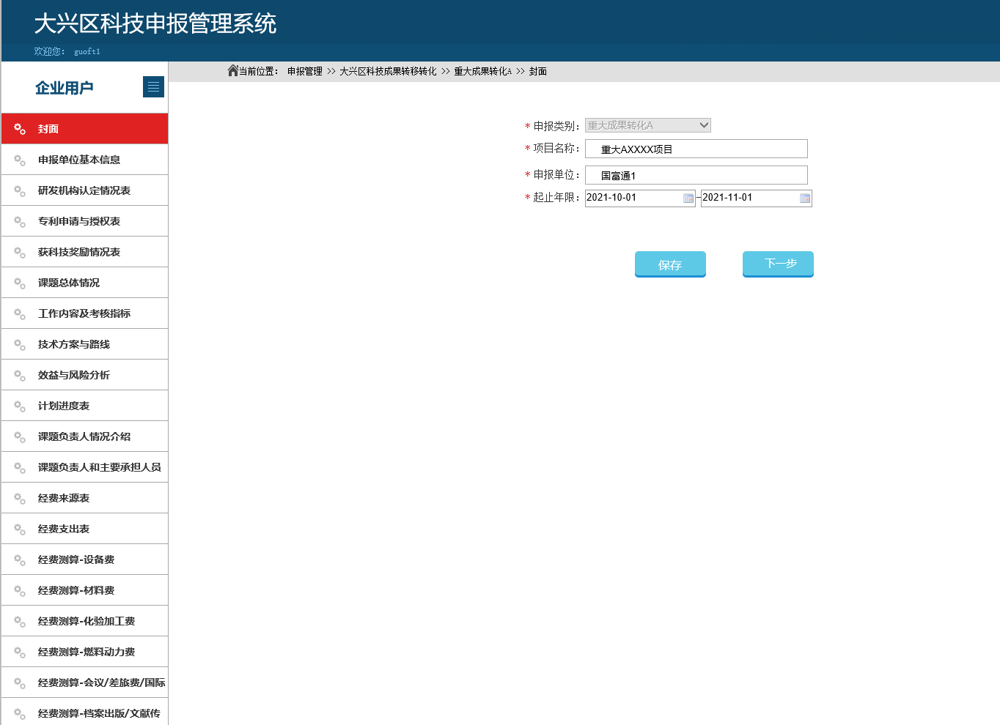 大兴区科技申报管理系统
欢迎您： guoft1
企业用户
当前位置： 申报管理 >> 大兴区科技成果转移转化 >> 重大成果转化A >> 封面
封面
申报单位基本信息
研发机构认定情况表
专利申请与授权表
获科技奖励情况表
课题总体情况
工作内容及考核指标
技术方案与路线
效益与风险分析
计划进度表
课题负责人情况介绍
课题负责人和主要承担人员
经费来源表
经费支出表
经费测算-设备费
经费测算-材料费
经费测算-化验加工费
经费测算-燃料动力费
经费测算-会议/差旅费/国际
经费测算-档案出版/文献传
* 申报类别： 重大成果转化A
* 项目名称： 重大AXXXX项目
* 申报单位： 国富通1
* 起止年限： 2021-10-01 - 2021-11-01
保存 下一步